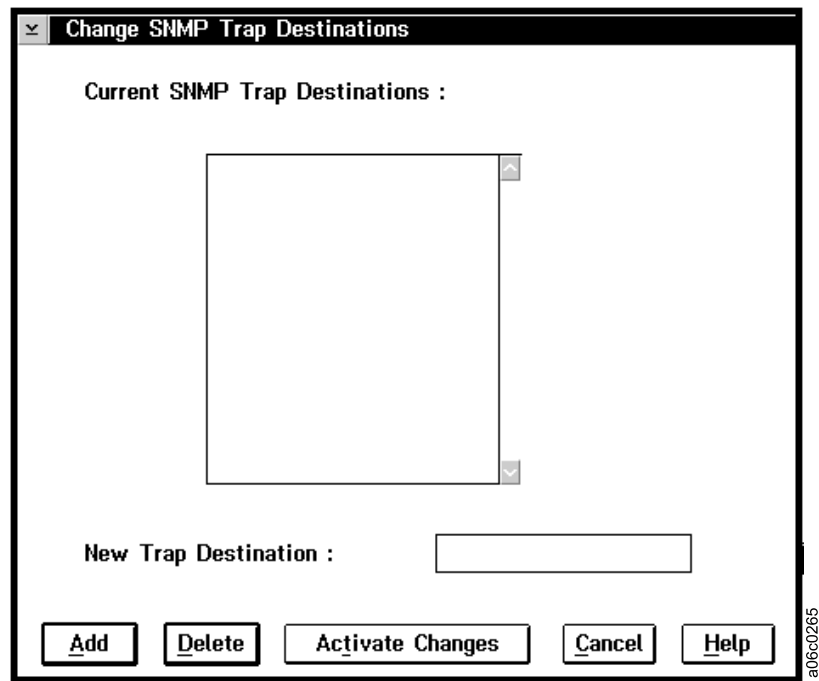 Change SNMP Trap Destinations
Current SNMP Trap Destinations :
New Trap Destination :
Add Delete Activate Changes Cancel Help
a06c0265